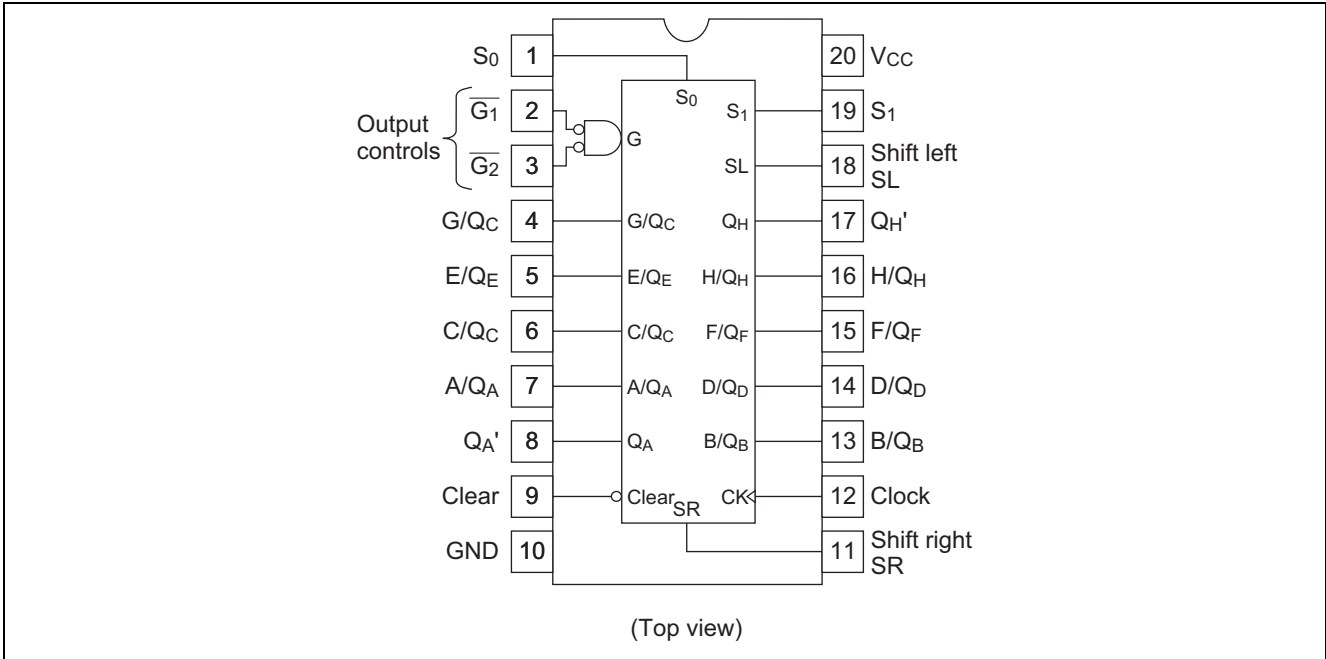 S0 1
20 VCC
S0
G1 2
S1
19 S1
Output
controls
G
G2 3
SL
18 Shift left
SL
G/QC 4
G/QC
QH
17 QH'
E/QE 5
E/QE
H/QH
16 H/QH
C/QC 6
C/QC
F/QF
15 F/QF
A/QA 7
A/QA
D/QD
14 D/QD
QA' 8
QA
B/QB
13 B/QB
Clear 9
Clear
CK
12 Clock
SR
GND 10
11 Shift right
SR
(Top view)